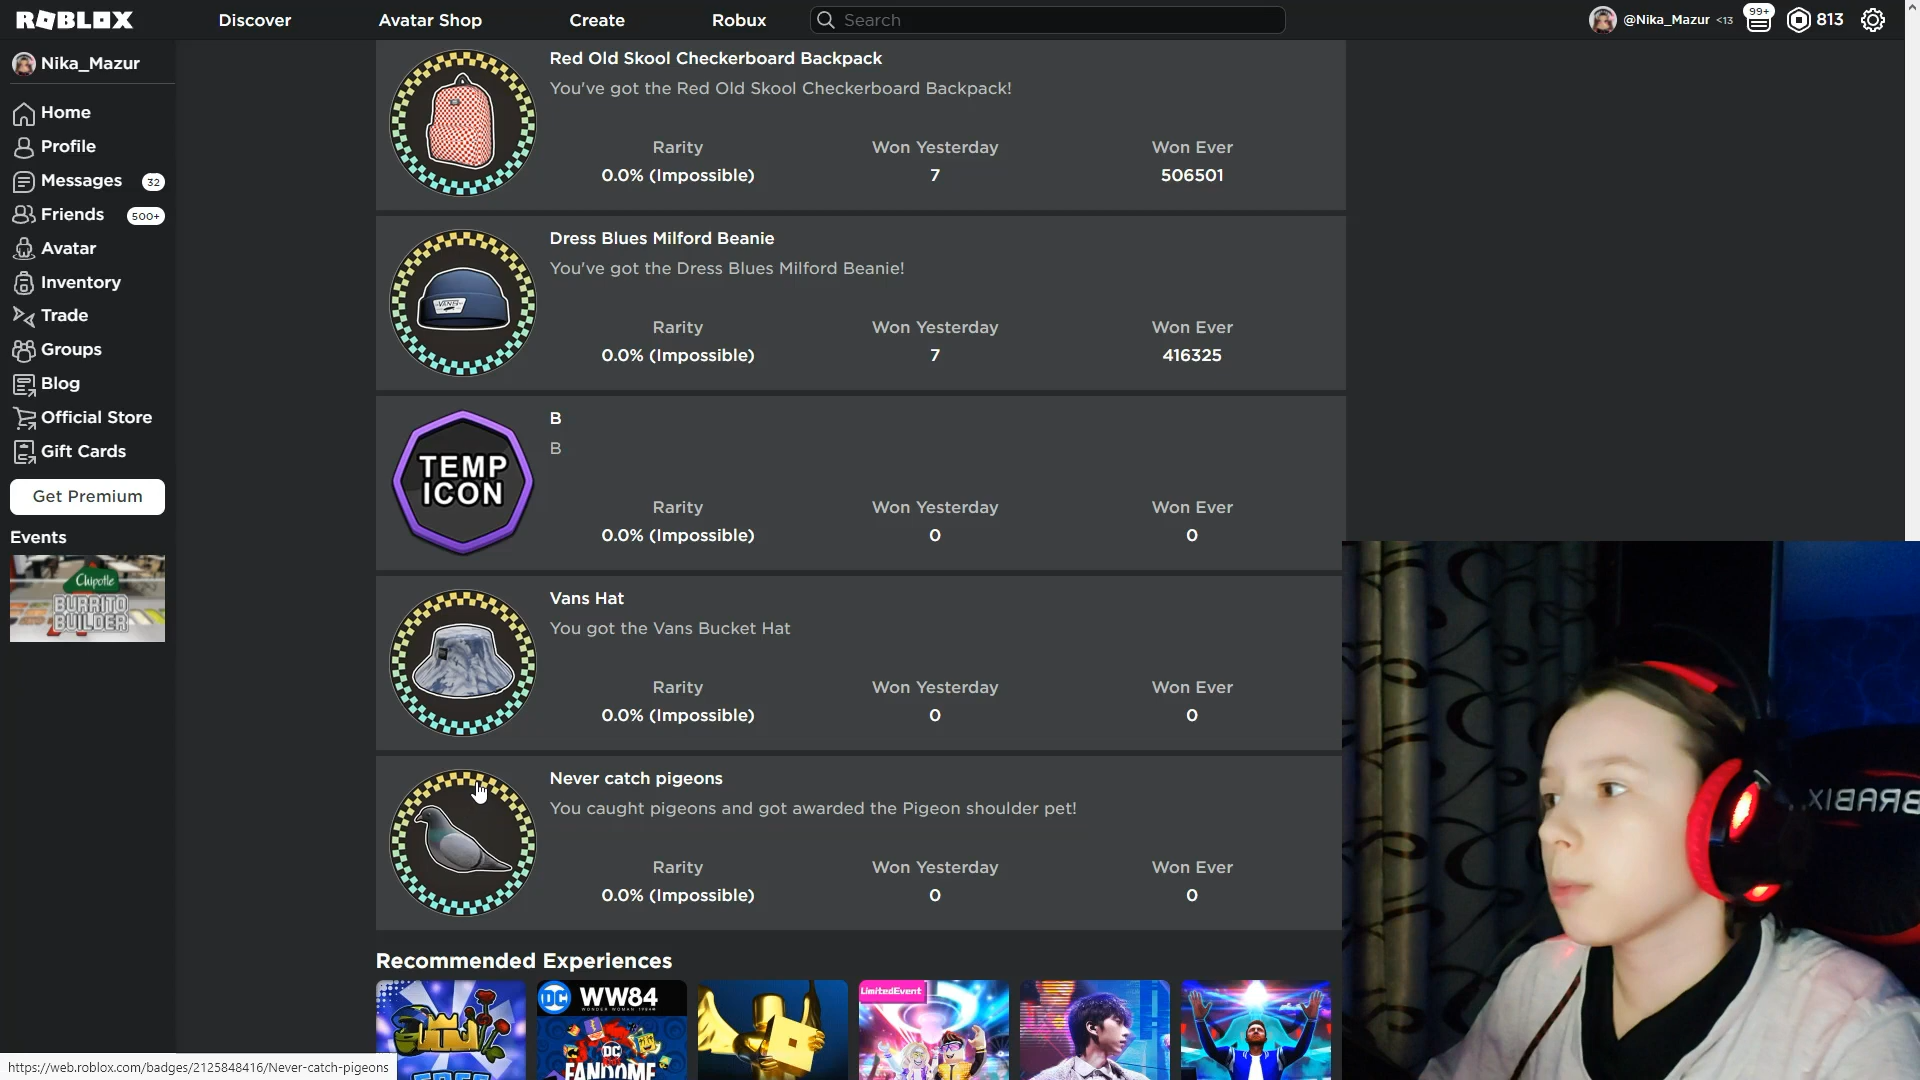 ROBLOX
Discover
Avatar Shop
Create
Robux
Search
@Nika_Mazur <13
99+
813
Nika_Mazur
Home
Profile
Messages 32
Friends 500+
Avatar
Inventory
Trade
Groups
Blog
Official Store
Gift Cards
Get Premium
Events
Chipotle
BURRITO
BUILDER
Red Old Skool Checkerboard Backpack
You've got the Red Old Skool Checkerboard Backpack!
Rarity Won Yesterday Won Ever
0.0% (Impossible) 7 506501
Dress Blues Milford Beanie
You've got the Dress Blues Milford Beanie!
VANS
Rarity Won Yesterday Won Ever
0.0% (Impossible) 7 416325
B
B
TEMP
ICON
Rarity Won Yesterday Won Ever
0.0% (Impossible) 0 0
Vans Hat
You got the Vans Bucket Hat
Rarity Won Yesterday Won Ever
0.0% (Impossible) 0 0
Never catch pigeons
You caught pigeons and got awarded the Pigeon shoulder pet!
Rarity Won Yesterday Won Ever
0.0% (Impossible) 0 0
Recommended Experiences
FREE
DC WW84
WONDER WOMAN 1984
DC
FANDOME
LimitedEvent
BRABIX
https://web.roblox.com/badges/2125848416/Never-catch-pigeons